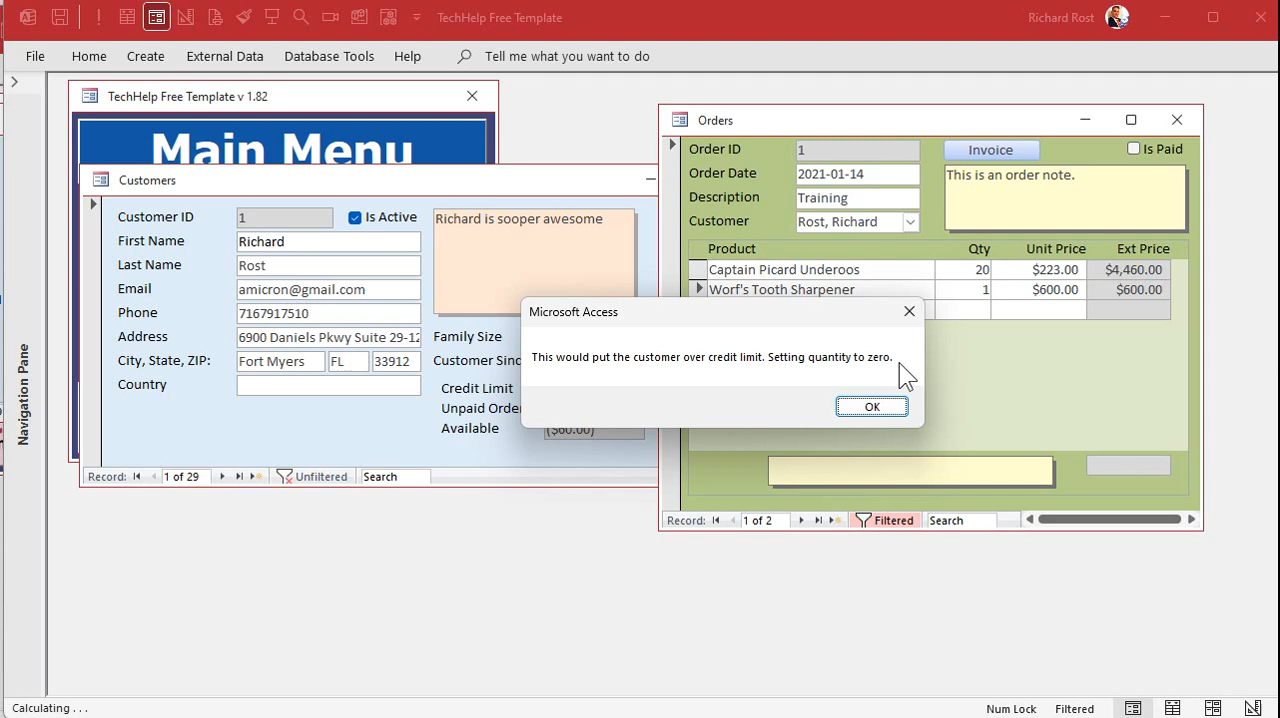 TechHelp Free Template
Richard Rost
File Home Create External Data Database Tools Help Tell me what you want to do
Navigation Pane
TechHelp Free Template v 1.82
Main Menu
Customers
Customer ID 1 Is Active
First Name Richard
Last Name Rost
Email amicron@gmail.com
Phone 7167917510
Address 6900 Daniels Pkwy Suite 29-12
City, State, ZIP: Fort Myers FL 33912
Country
Richard is sooper awesome
Family Size
Customer Sinc
Credit Limit
Unpaid Order
Available ($60.00)
Record: 1 of 29 Unfiltered Search
Orders
Order ID 1 Invoice Is Paid
Order Date 2021-01-14
Description Training
Customer Rost, Richard
This is an order note.
Product Qty Unit Price Ext Price
Captain Picard Underoos 20 $223.00 $4,460.00
Worf's Tooth Sharpener 1 $600.00 $600.00
Record: 1 of 2 Filtered Search
Microsoft Access
This would put the customer over credit limit. Setting quantity to zero.
OK
Calculating . . .
Num Lock Filtered